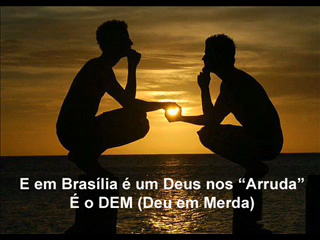 E em Brasília é um Deus nos “Arruda”
É o DEM (Deu em Merda)